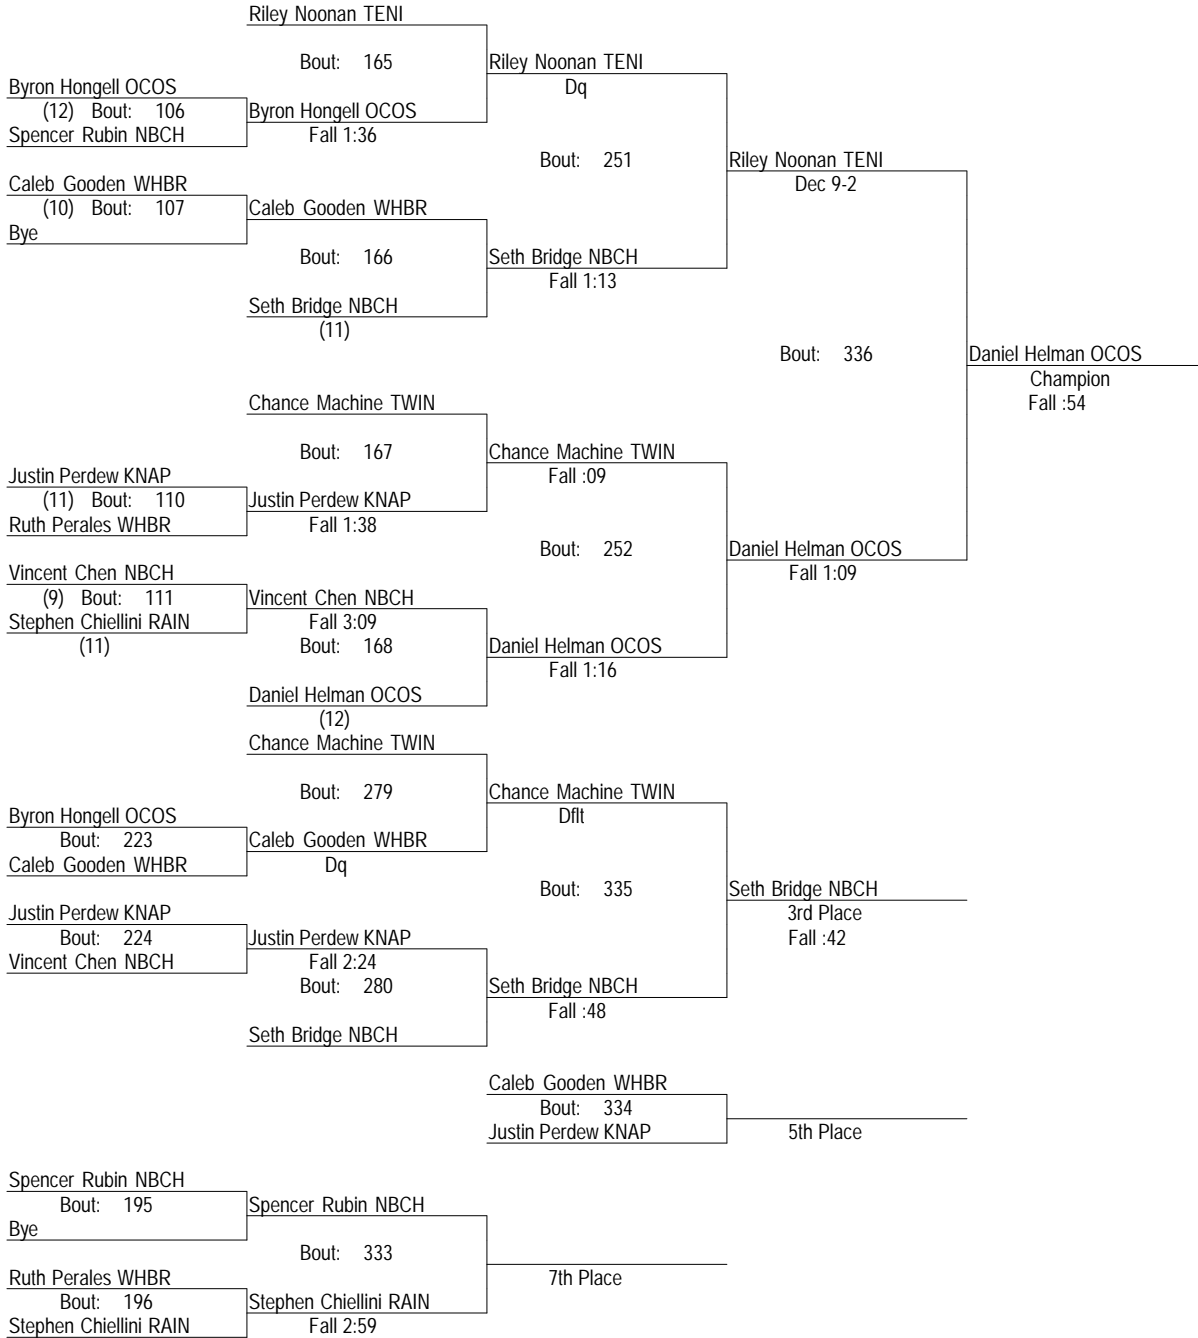 Riley Noonan TENI
Bout: 165
Riley Noonan TENI
Dq
Byron Hongell OCOS
(12) Bout: 106
Spencer Rubin NBCH
Byron Hongell OCOS
Fall 1:36
Bout: 251
Riley Noonan TENI
Dec 9-2
Caleb Gooden WHBR
(10) Bout: 107
Bye
Caleb Gooden WHBR
Bout: 166
Seth Bridge NBCH
Fall 1:13
Seth Bridge NBCH
(11)
Bout: 336
Daniel Helman OCOS
Champion
Fall :54
Chance Machine TWIN
Bout: 167
Chance Machine TWIN
Fall :09
Justin Perdew KNAP
(11) Bout: 110
Ruth Perales WHBR
Justin Perdew KNAP
Fall 1:38
Bout: 252
Daniel Helman OCOS
Fall 1:09
Vincent Chen NBCH
(9) Bout: 111
Stephen Chiellini RAIN
(11)
Vincent Chen NBCH
Fall 3:09
Bout: 168
Daniel Helman OCOS
Fall 1:16
Daniel Helman OCOS
(12)
Chance Machine TWIN
Bout: 279
Chance Machine TWIN
Dflt
Byron Hongell OCOS
Bout: 223
Caleb Gooden WHBR
Caleb Gooden WHBR
Dq
Bout: 335
Seth Bridge NBCH
3rd Place
Fall :42
Justin Perdew KNAP
Bout: 224
Vincent Chen NBCH
Justin Perdew KNAP
Fall 2:24
Bout: 280
Seth Bridge NBCH
Fall :48
Seth Bridge NBCH
Caleb Gooden WHBR
Bout: 334
Justin Perdew KNAP
5th Place
Spencer Rubin NBCH
Bout: 195
Bye
Spencer Rubin NBCH
Bout: 333
7th Place
Ruth Perales WHBR
Bout: 196
Stephen Chiellini RAIN
Stephen Chiellini RAIN
Fall 2:59